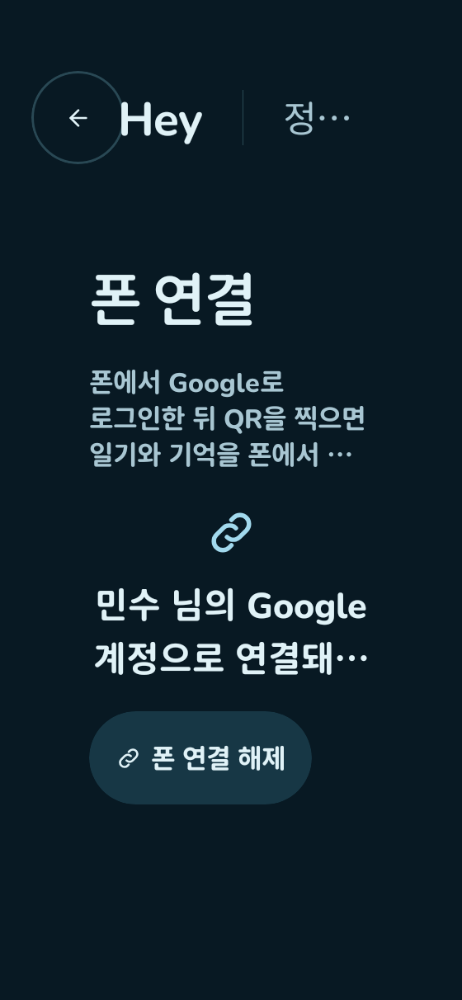 Hey
정…
폰 연결
폰에서 Google로
로그인한 뒤 QR을 찍으면
일기와 기억을 폰에서 …
민수 님의 Google
계정으로 연결돼…
폰 연결 해제